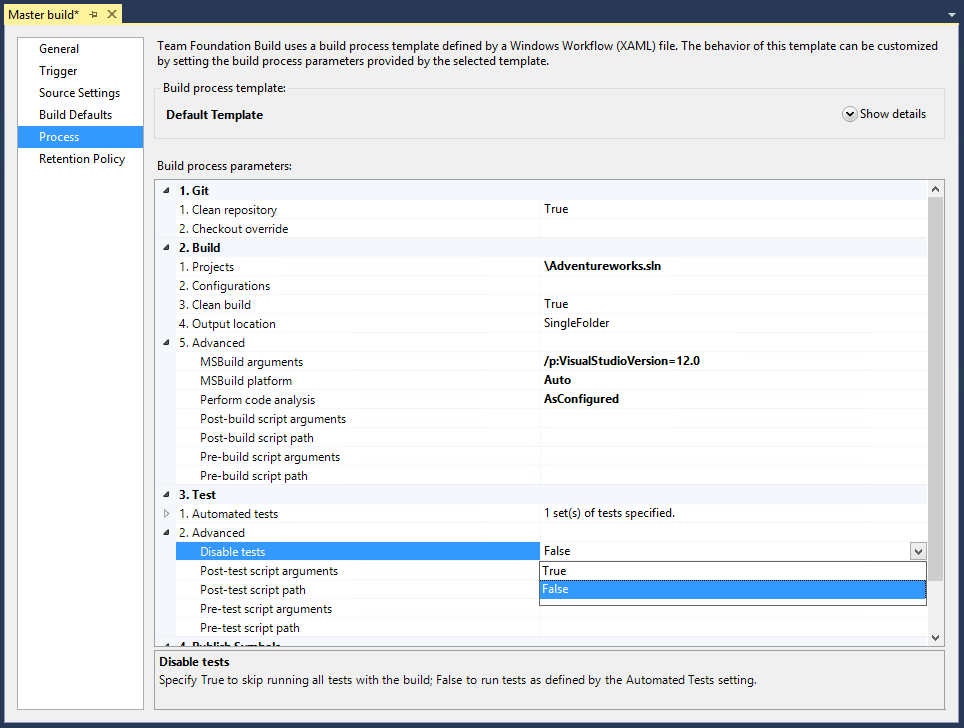 Master build*
General
Trigger
Source Settings
Build Defaults
Process
Retention Policy
Team Foundation Build uses a build process template defined by a Windows Workflow (XAML) file. The behavior of this template can be customized
by setting the build process parameters provided by the selected template.
Build process template:
Default Template
Show details
Build process parameters:
1. Git
1. Clean repository True
2. Checkout override
2. Build
1. Projects \Adventureworks.sln
2. Configurations
3. Clean build True
4. Output location SingleFolder
5. Advanced
MSBuild arguments /p:VisualStudioVersion=12.0
MSBuild platform Auto
Perform code analysis AsConfigured
Post-build script arguments
Post-build script path
Pre-build script arguments
Pre-build script path
3. Test
1. Automated tests 1 set(s) of tests specified.
2. Advanced
Disable tests False
Post-test script arguments True
Post-test script path False
Pre-test script arguments
Pre-test script path
4. Publish Symbols
Disable tests
Specify True to skip running all tests with the build; False to run tests as defined by the Automated Tests setting.